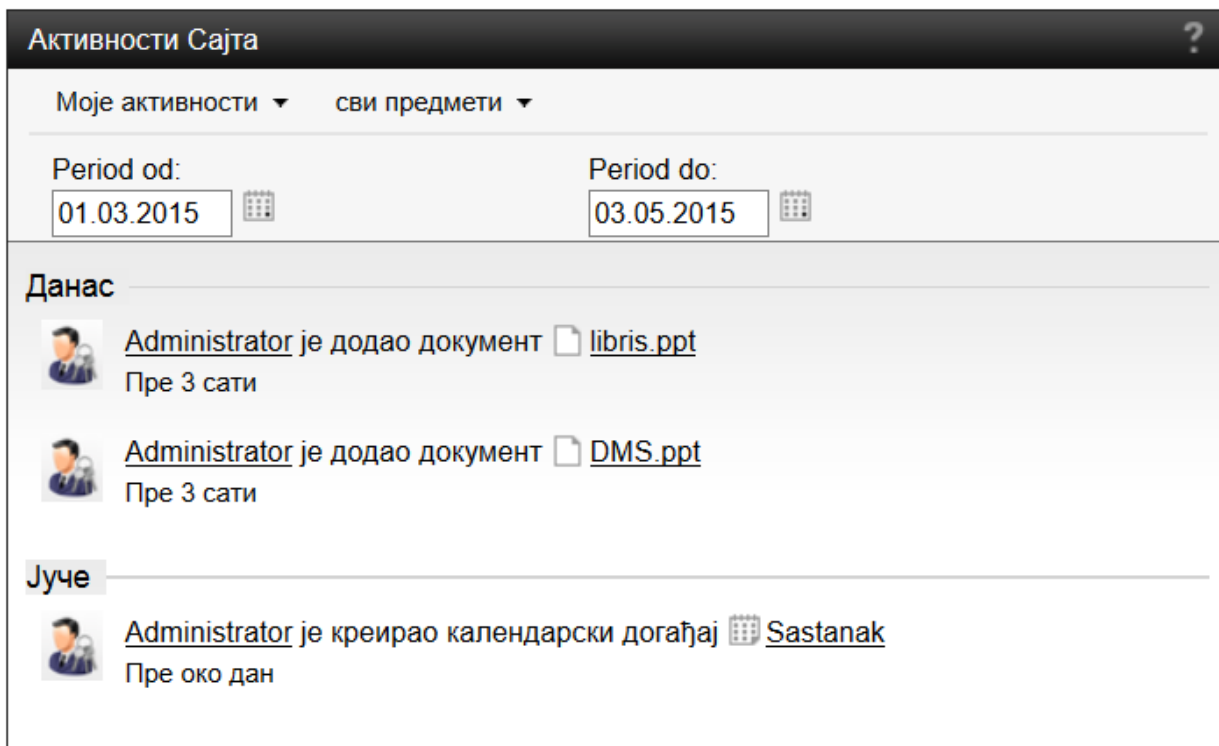 Активности Сајта ?
Моје активности сви предмети
Period od: Period do:
01.03.2015 03.05.2015
Данас
Administrator је додао документ libris.ppt
Пре 3 сати
Administrator је додао документ DMS.ppt
Пре 3 сати
Јуче
Administrator је креирао календарски догађај Sastanak
Пре око дан